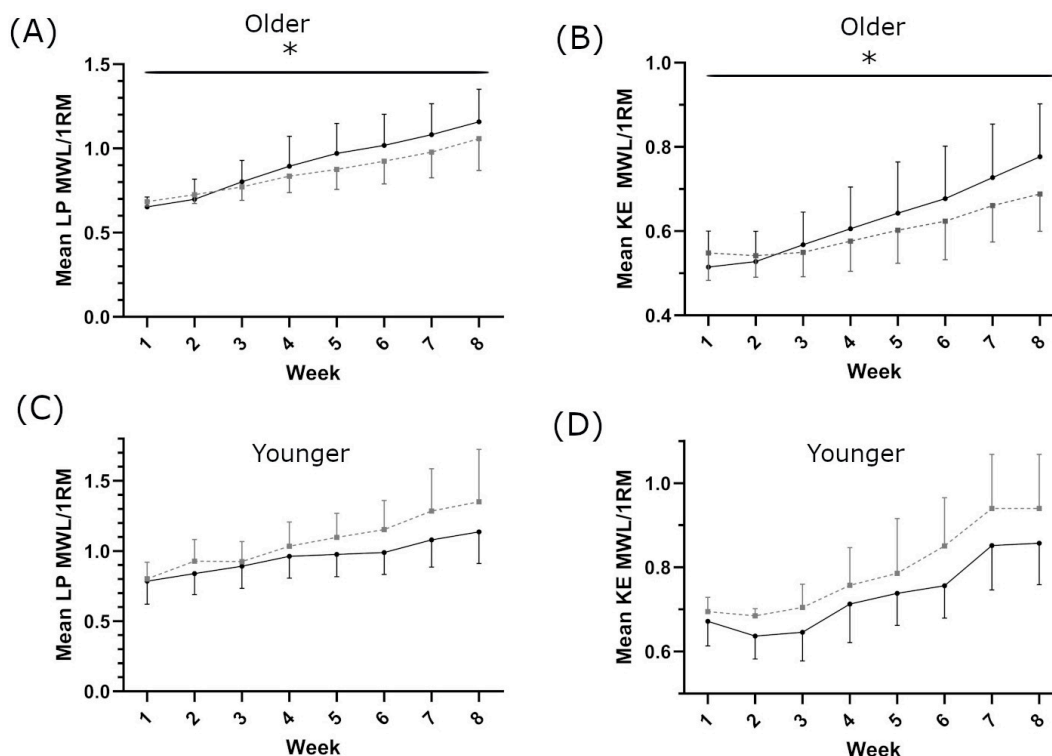 (A)
Older
*
Mean LP MWL/1RM
1.5
1.0
0.5
0.0
1 2 3 4 5 6 7 8
Week
(B)
Older
*
Mean KE MWL/1RM
1.0
0.8
0.6
0.4
1 2 3 4 5 6 7 8
Week
(C)
Younger
Mean LP MWL/1RM
1.5
1.0
0.5
0.0
1 2 3 4 5 6 7 8
Week
(D)
Younger
Mean KE MWL/1RM
1.0
0.8
0.6
1 2 3 4 5 6 7 8
Week